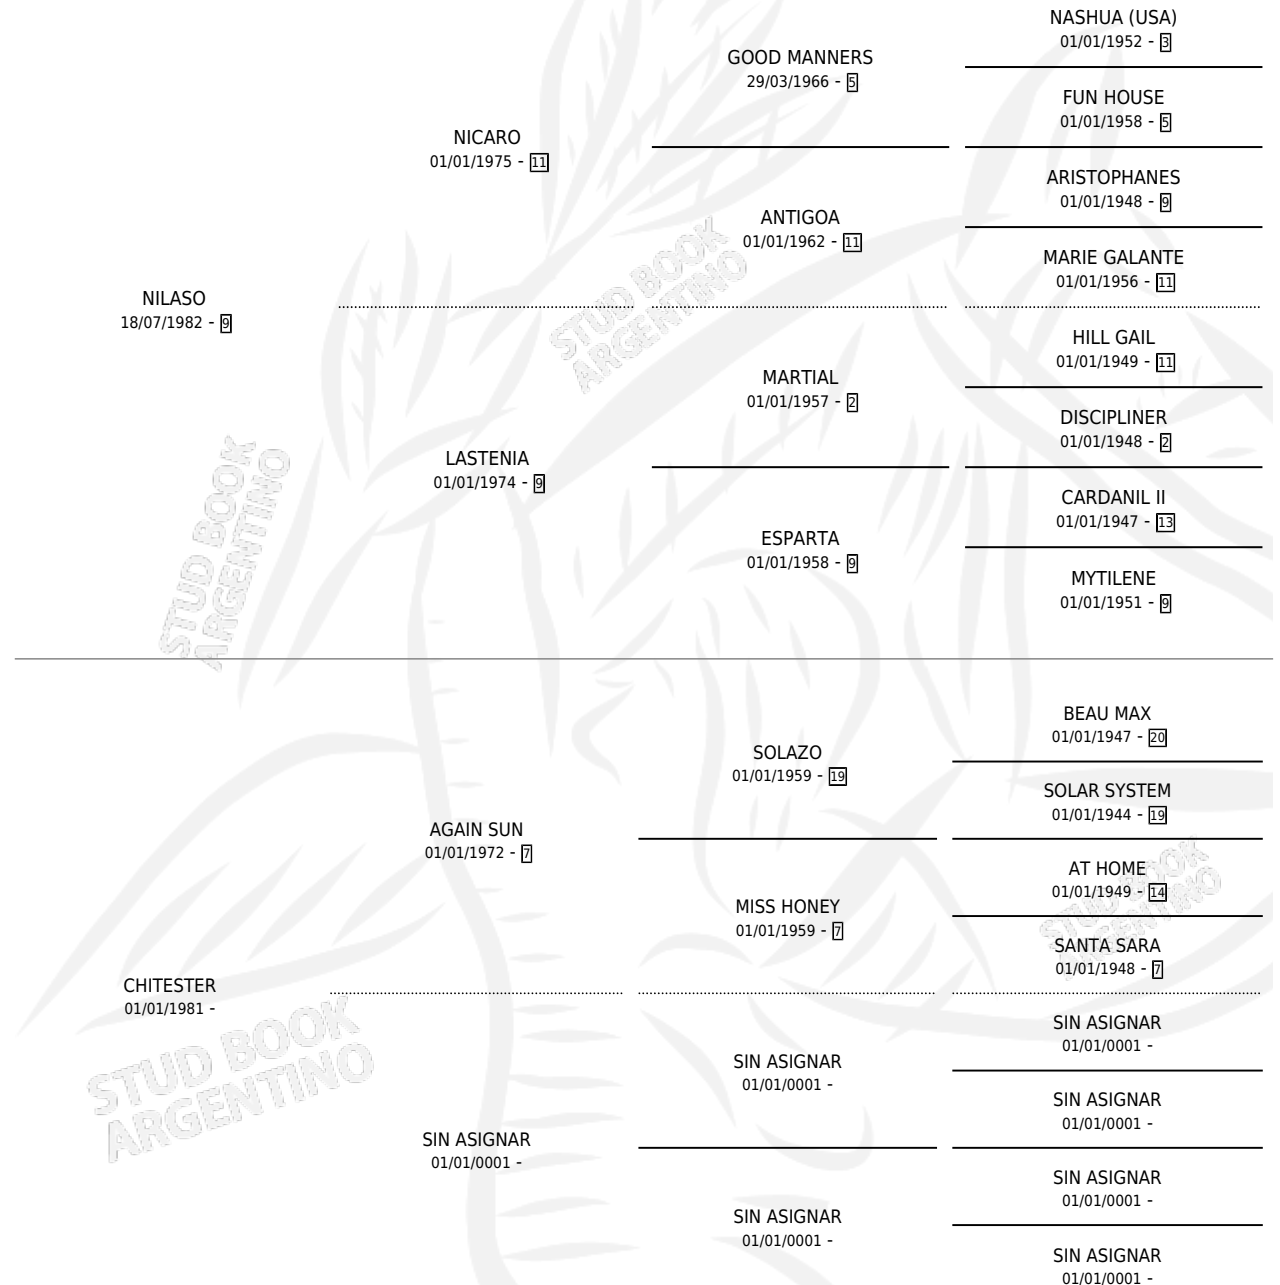 NASHUA (USA)
01/01/1952 - 3
GOOD MANNERS
29/03/1966 - 5
FUN HOUSE
01/01/1958 - 5
NICARO
01/01/1975 - 11
ARISTOPHANES
01/01/1948 - 9
ANTIGOA
01/01/1962 - 11
MARIE GALANTE
01/01/1956 - 11
NILASO
18/07/1982 - 9
HILL GAIL
01/01/1949 - 11
MARTIAL
01/01/1957 - 2
DISCIPLINER
01/01/1948 - 2
LASTENIA
01/01/1974 - 9
CARDANIL II
01/01/1947 - 13
ESPARTA
01/01/1958 - 9
MYTILENE
01/01/1951 - 9
BEAU MAX
01/01/1947 - 20
SOLAZO
01/01/1959 - 19
SOLAR SYSTEM
01/01/1944 - 19
AGAIN SUN
01/01/1972 - 7
AT HOME
01/01/1949 - 14
MISS HONEY
01/01/1959 - 7
SANTA SARA
01/01/1948 - 7
CHITESTER
01/01/1981 -
SIN ASIGNAR
01/01/0001 -
SIN ASIGNAR
01/01/0001 -
SIN ASIGNAR
01/01/0001 -
SIN ASIGNAR
01/01/0001 -
SIN ASIGNAR
01/01/0001 -
SIN ASIGNAR
01/01/0001 -
SIN ASIGNAR
01/01/0001 -
STUD BOOK
ARGENTINO
STUD BOOK
ARGENTINO
STUD BOOK
ARGENTINO
STUD BOOK
ARGENTINO